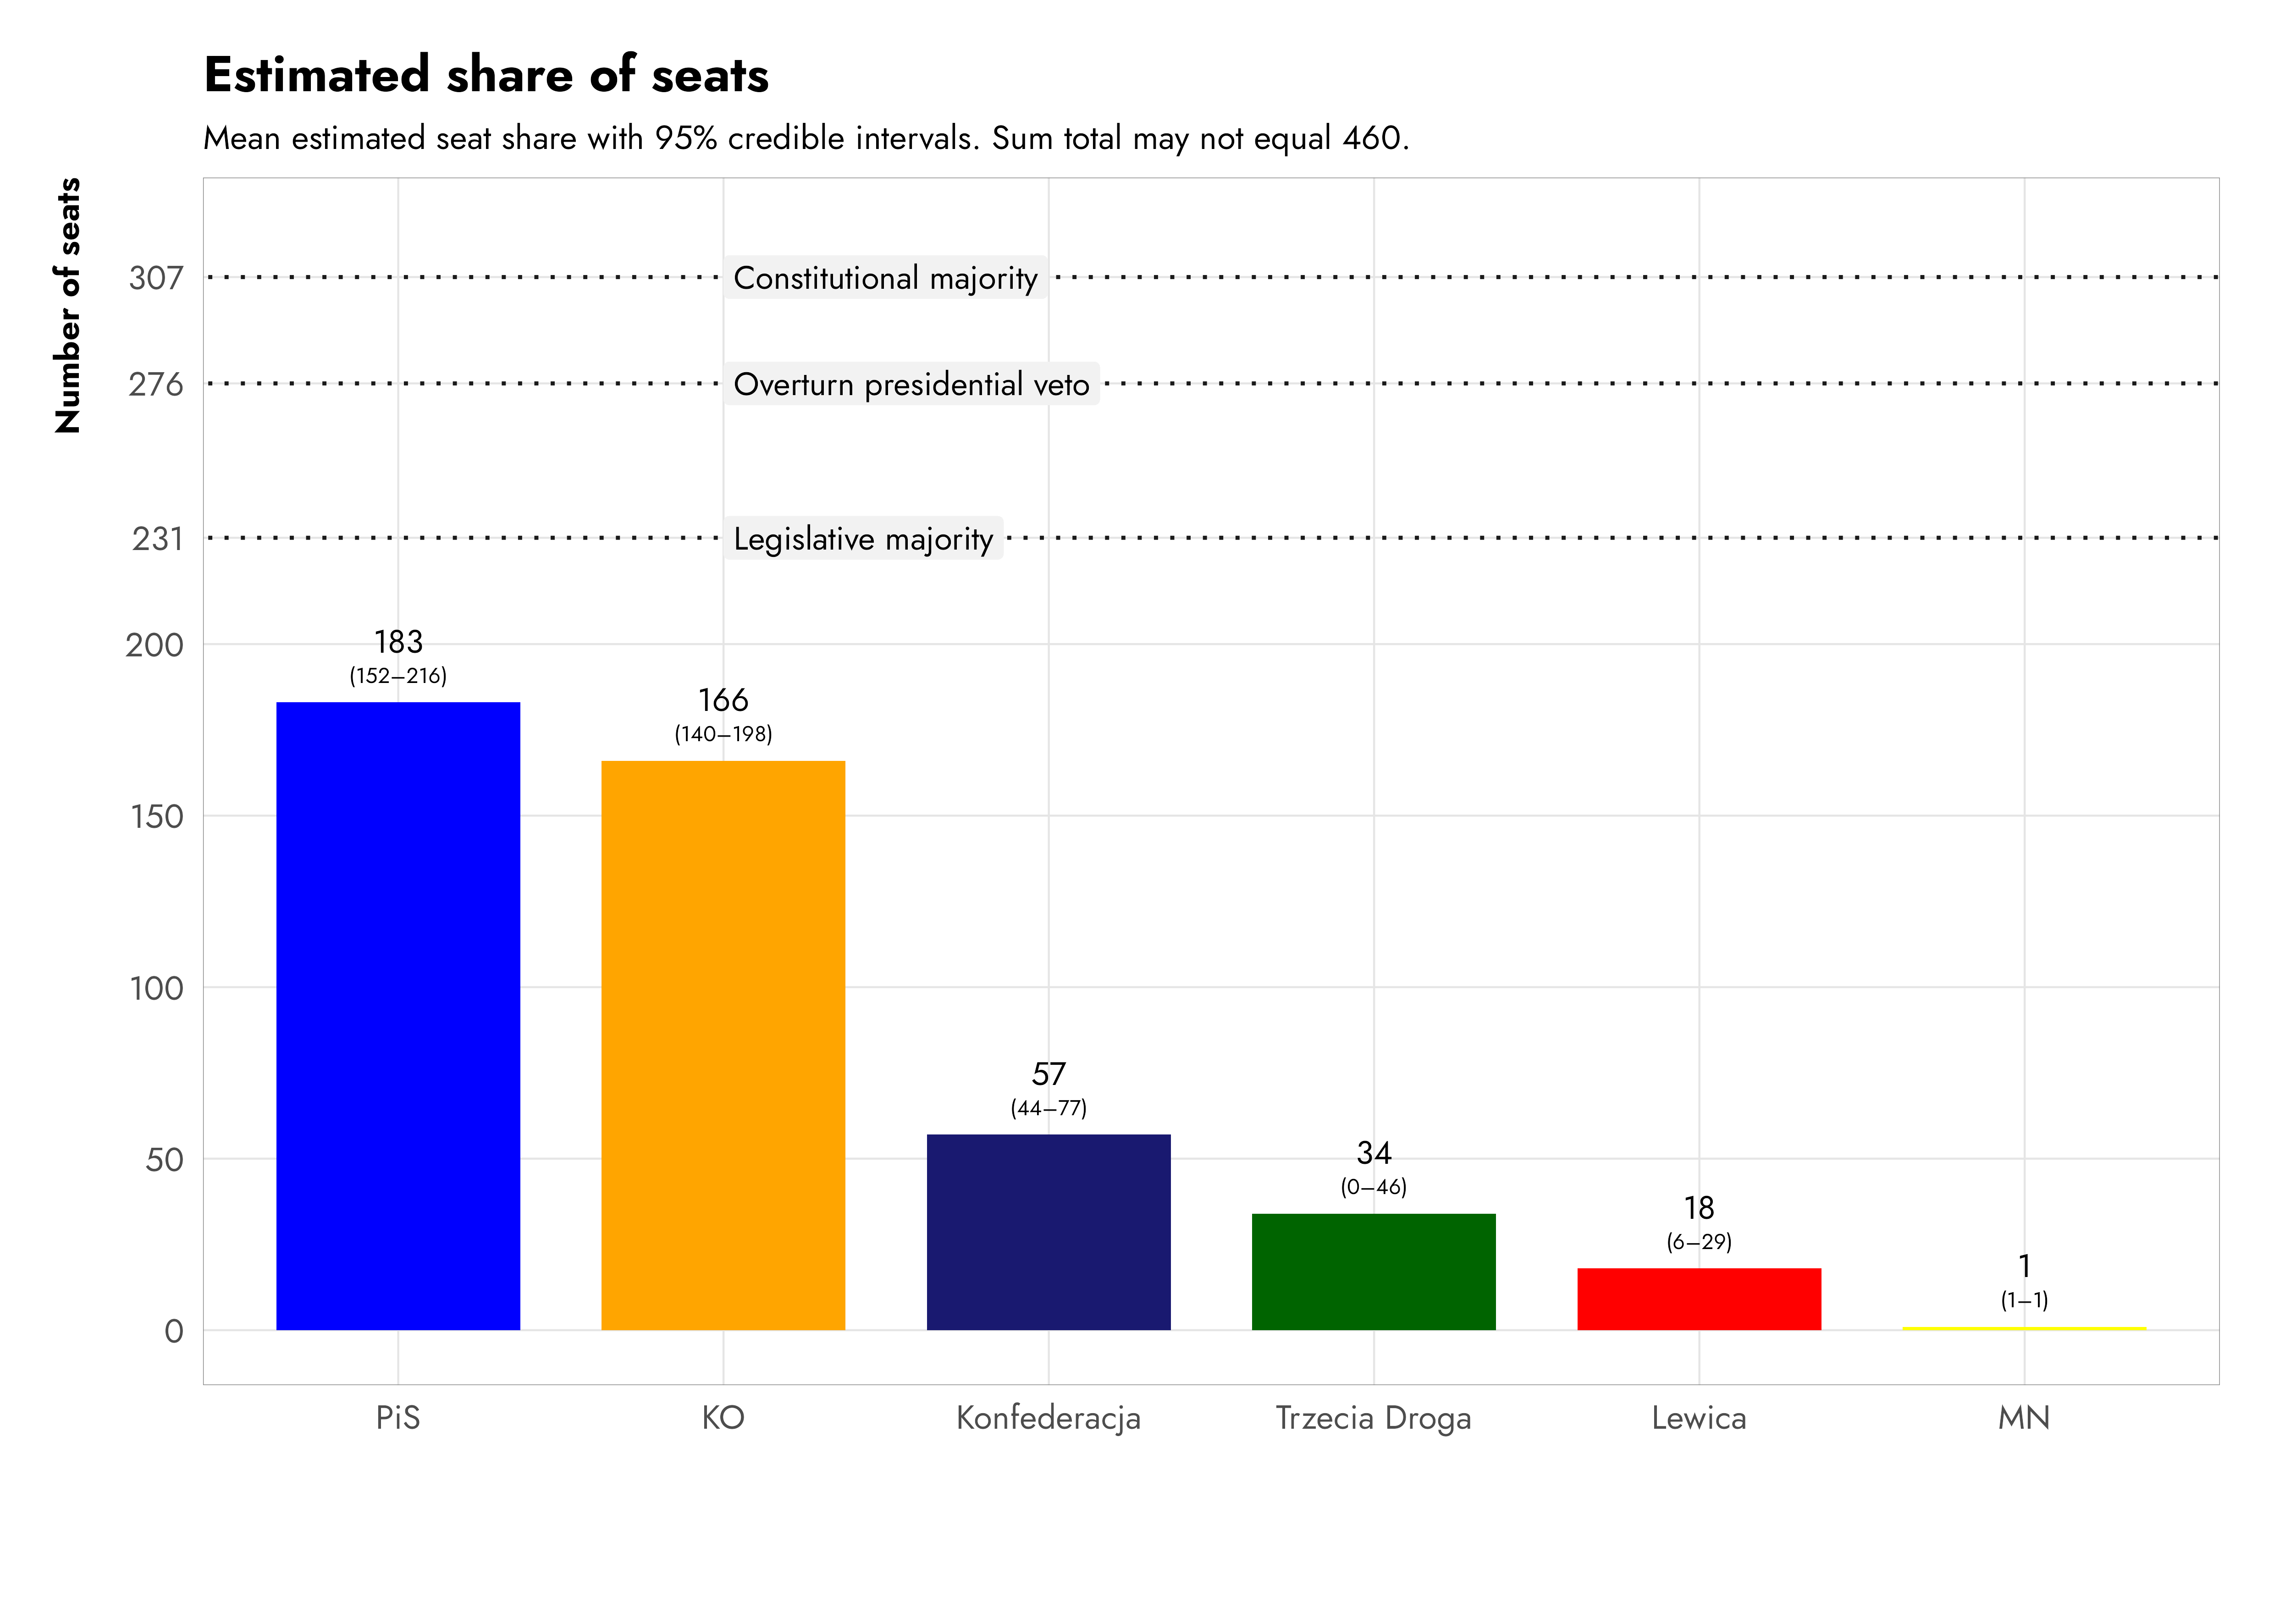 Estimated share of seats
Mean estimated seat share with 95% credible intervals. Sum total may not equal 460.
Number of seats
307
Constitutional majority
276
Overturn presidential veto
231
Legislative majority
200
150
100
50
0
183
(152–216)
166
(140–198)
57
(44–77)
34
(0–46)
18
(6–29)
1
(1–1)
PiS
KO
Konfederacja
Trzecia Droga
Lewica
MN